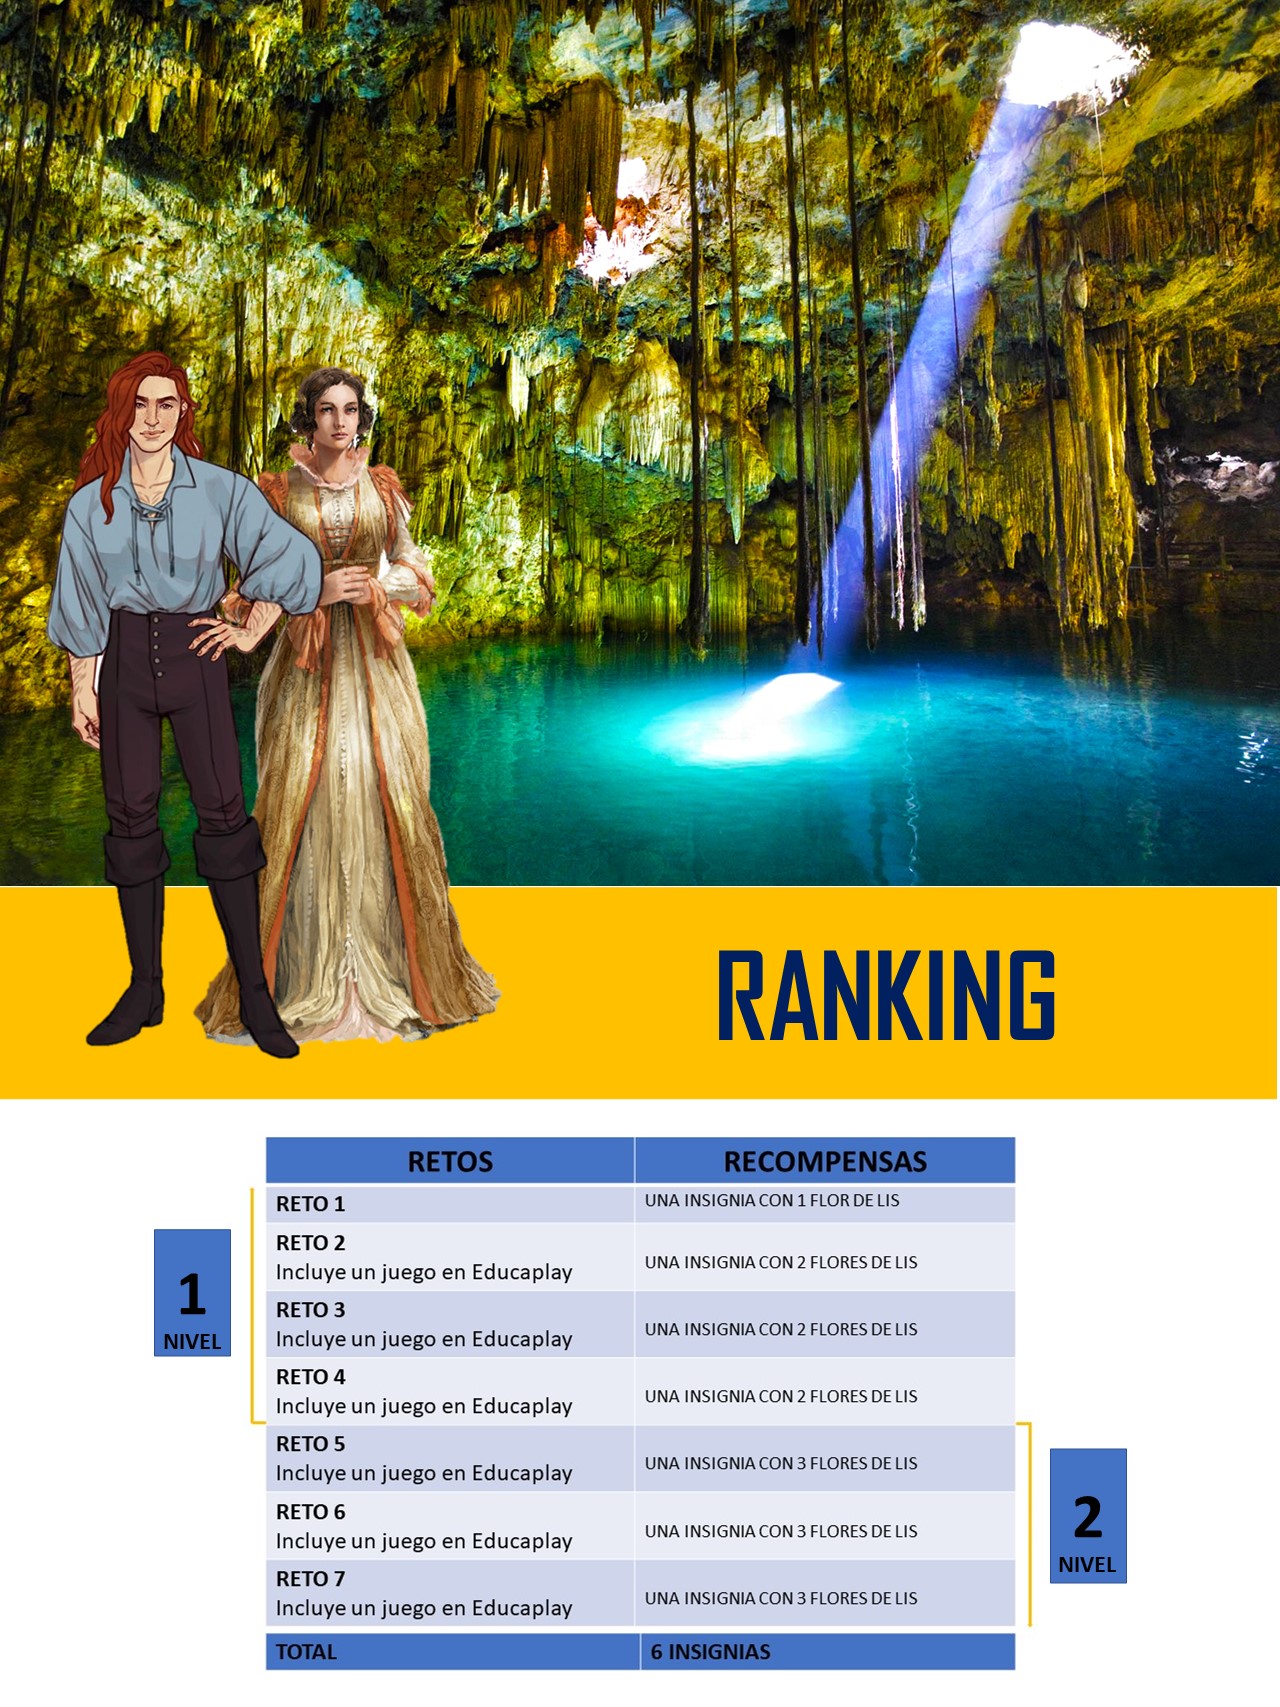 RANKING
RETOS RECOMPENSAS
RETO 1 UNA INSIGNIA CON 1 FLOR DE LIS
RETO 2
Incluye un juego en Educaplay UNA INSIGNIA CON 2 FLORES DE LIS
RETO 3
Incluye un juego en Educaplay UNA INSIGNIA CON 2 FLORES DE LIS
RETO 4
Incluye un juego en Educaplay UNA INSIGNIA CON 2 FLORES DE LIS
1
NIVEL
RETO 5
Incluye un juego en Educaplay UNA INSIGNIA CON 3 FLORES DE LIS
RETO 6
Incluye un juego en Educaplay UNA INSIGNIA CON 3 FLORES DE LIS
RETO 7
Incluye un juego en Educaplay UNA INSIGNIA CON 3 FLORES DE LIS
2
NIVEL
TOTAL 6 INSIGNIAS